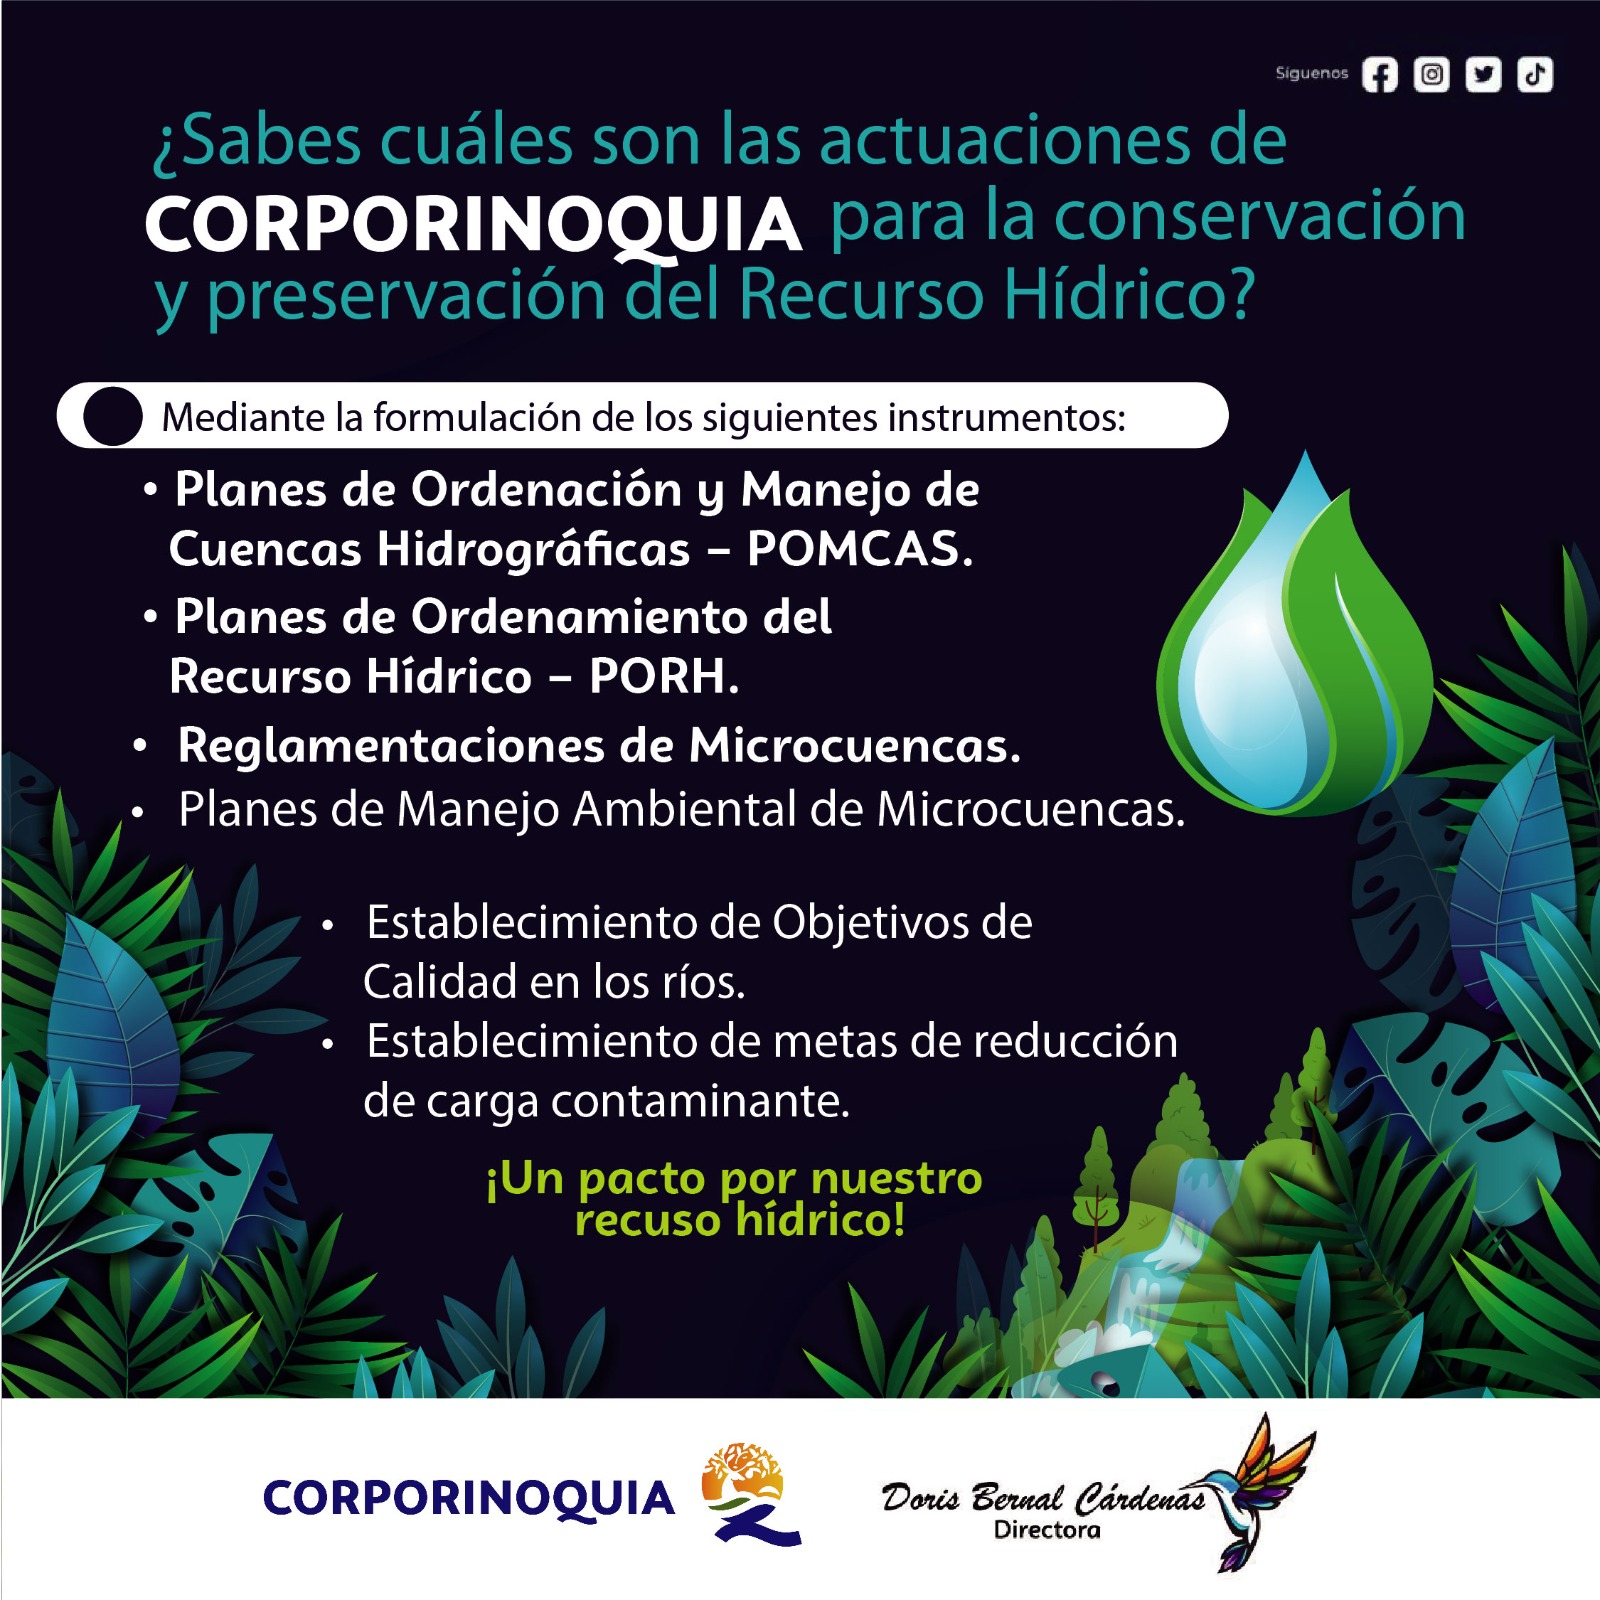 Síguenos
¿Sabes cuáles son las actuaciones de
CORPORINOQUIA para la conservación
y preservación del Recurso Hídrico?
Mediante la formulación de los siguientes instrumentos:
• Planes de Ordenación y Manejo de
Cuencas Hidrográficas – POMCAS.
• Planes de Ordenamiento del
Recurso Hídrico – PORH.
• Reglamentaciones de Microcuencas.
• Planes de Manejo Ambiental de Microcuencas.
• Establecimiento de Objetivos de
Calidad en los ríos.
• Establecimiento de metas de reducción
de carga contaminante.
¡Un pacto por nuestro
recuso hídrico!
CORPORINOQUIA
Doris Bernal Cárdenas
Directora